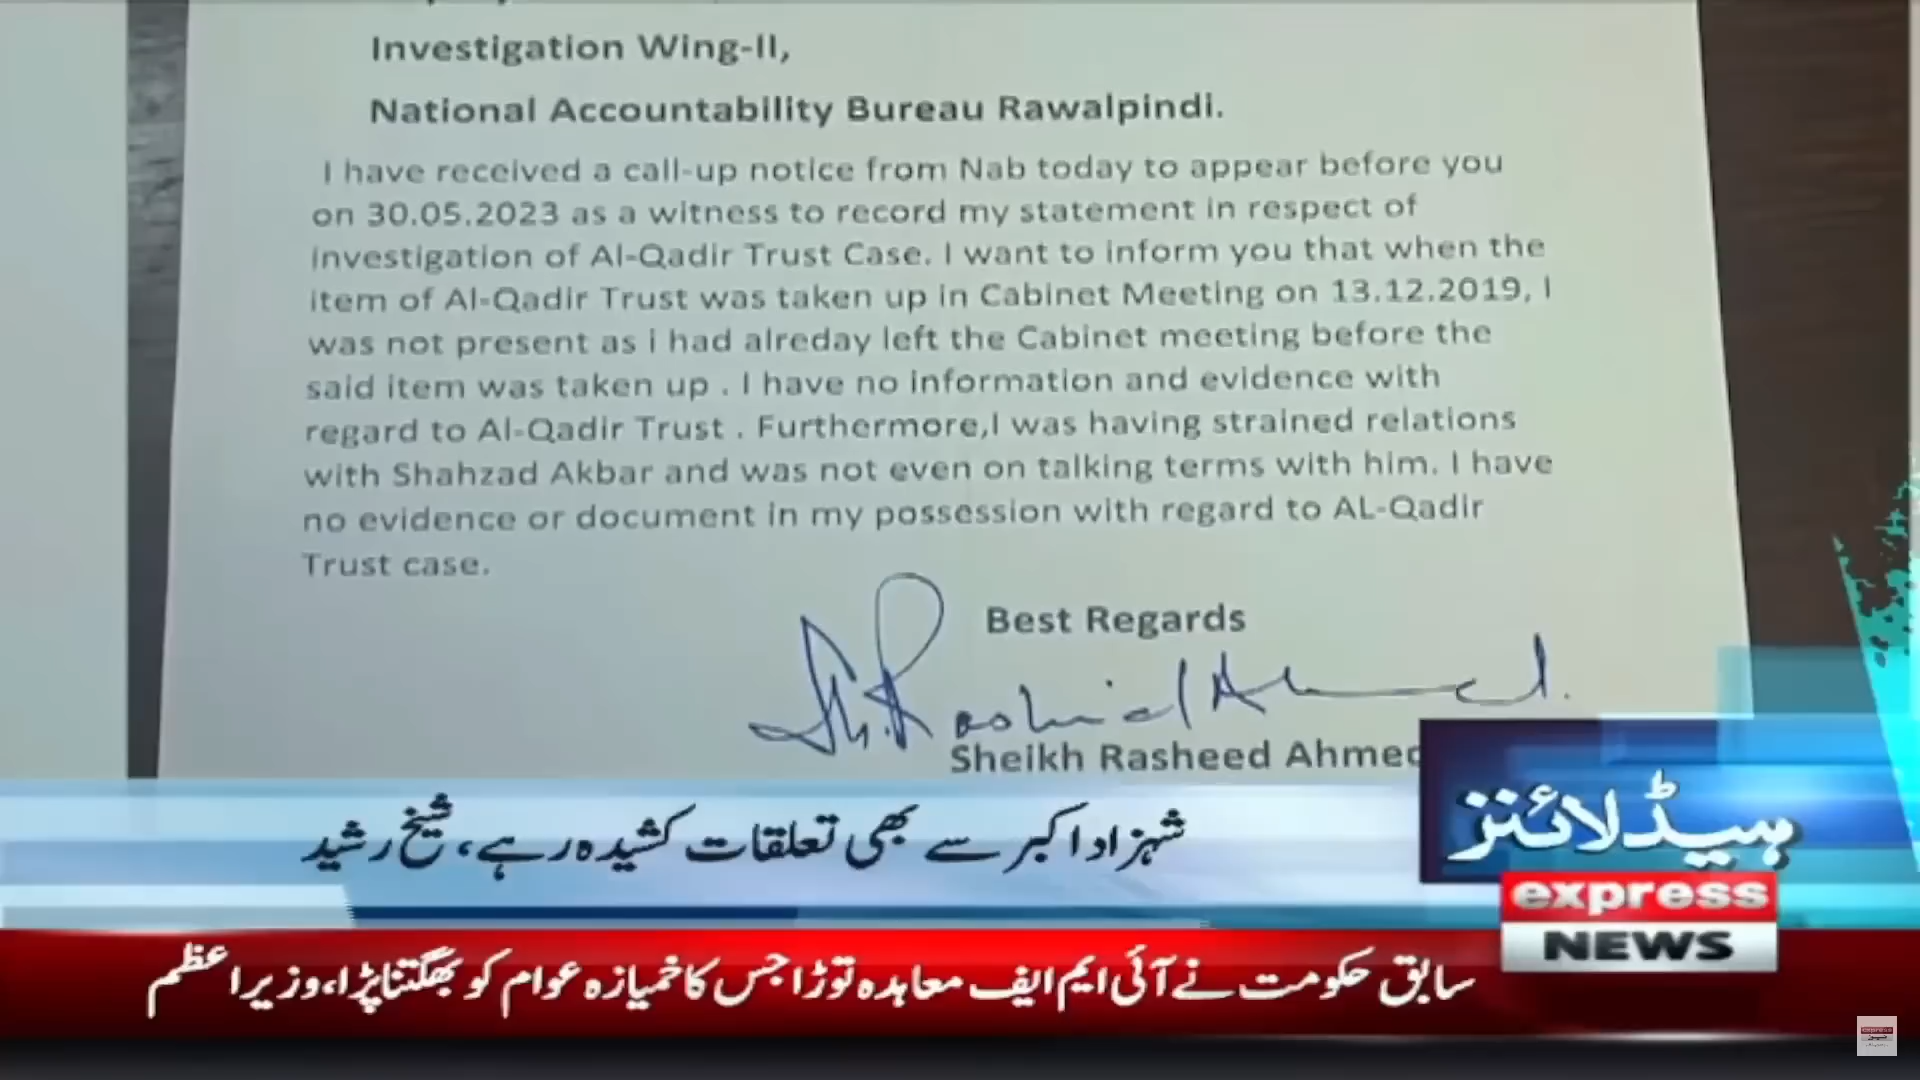 Investigation Wing-II,
National Accountability Bureau Rawalpindi.
I have received a call-up notice from Nab today to appear before you
on 30.05.2023 as a witness to record my statement in respect of
investigation of Al-Qadir Trust Case. I want to inform you that when the
item of Al-Qadir Trust was taken up in Cabinet Meeting on 13.12.2019, I
was not present as i had alreday left the Cabinet meeting before the
said item was taken up . I have no information and evidence with
regard to Al-Qadir Trust . Furthermore,I was having strained relations
with Shahzad Akbar and was not even on talking terms with him. I have
no evidence or document in my possession with regard to AL-Qadir
Trust case.
Best Regards
Sh. Rashid Ahmed.
Sheikh Rasheed Ahmed
شہزاد اکبر سے بھی تعلقات کشیدہ رہے، شیخ رشید
ہیڈلائنز
express
NEWS
سابق حکومت نے آئی ایم ایف معاہدہ توڑا جس کا خمیازہ عوام کو بھگتنا پڑا، وزیراعظم